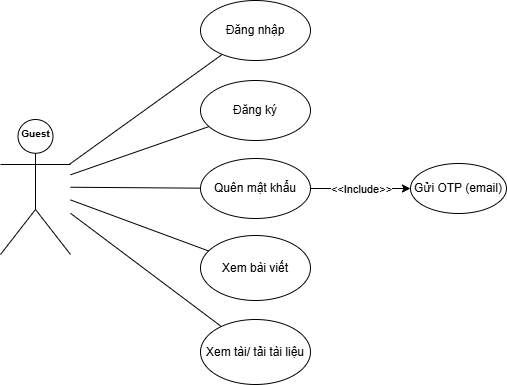 Đăng nhập
Đăng ký
Guest
Quên mật khẩu
<<Include>>
Gửi OTP (email)
Xem bài viết
Xem tài/ tải tài liệu